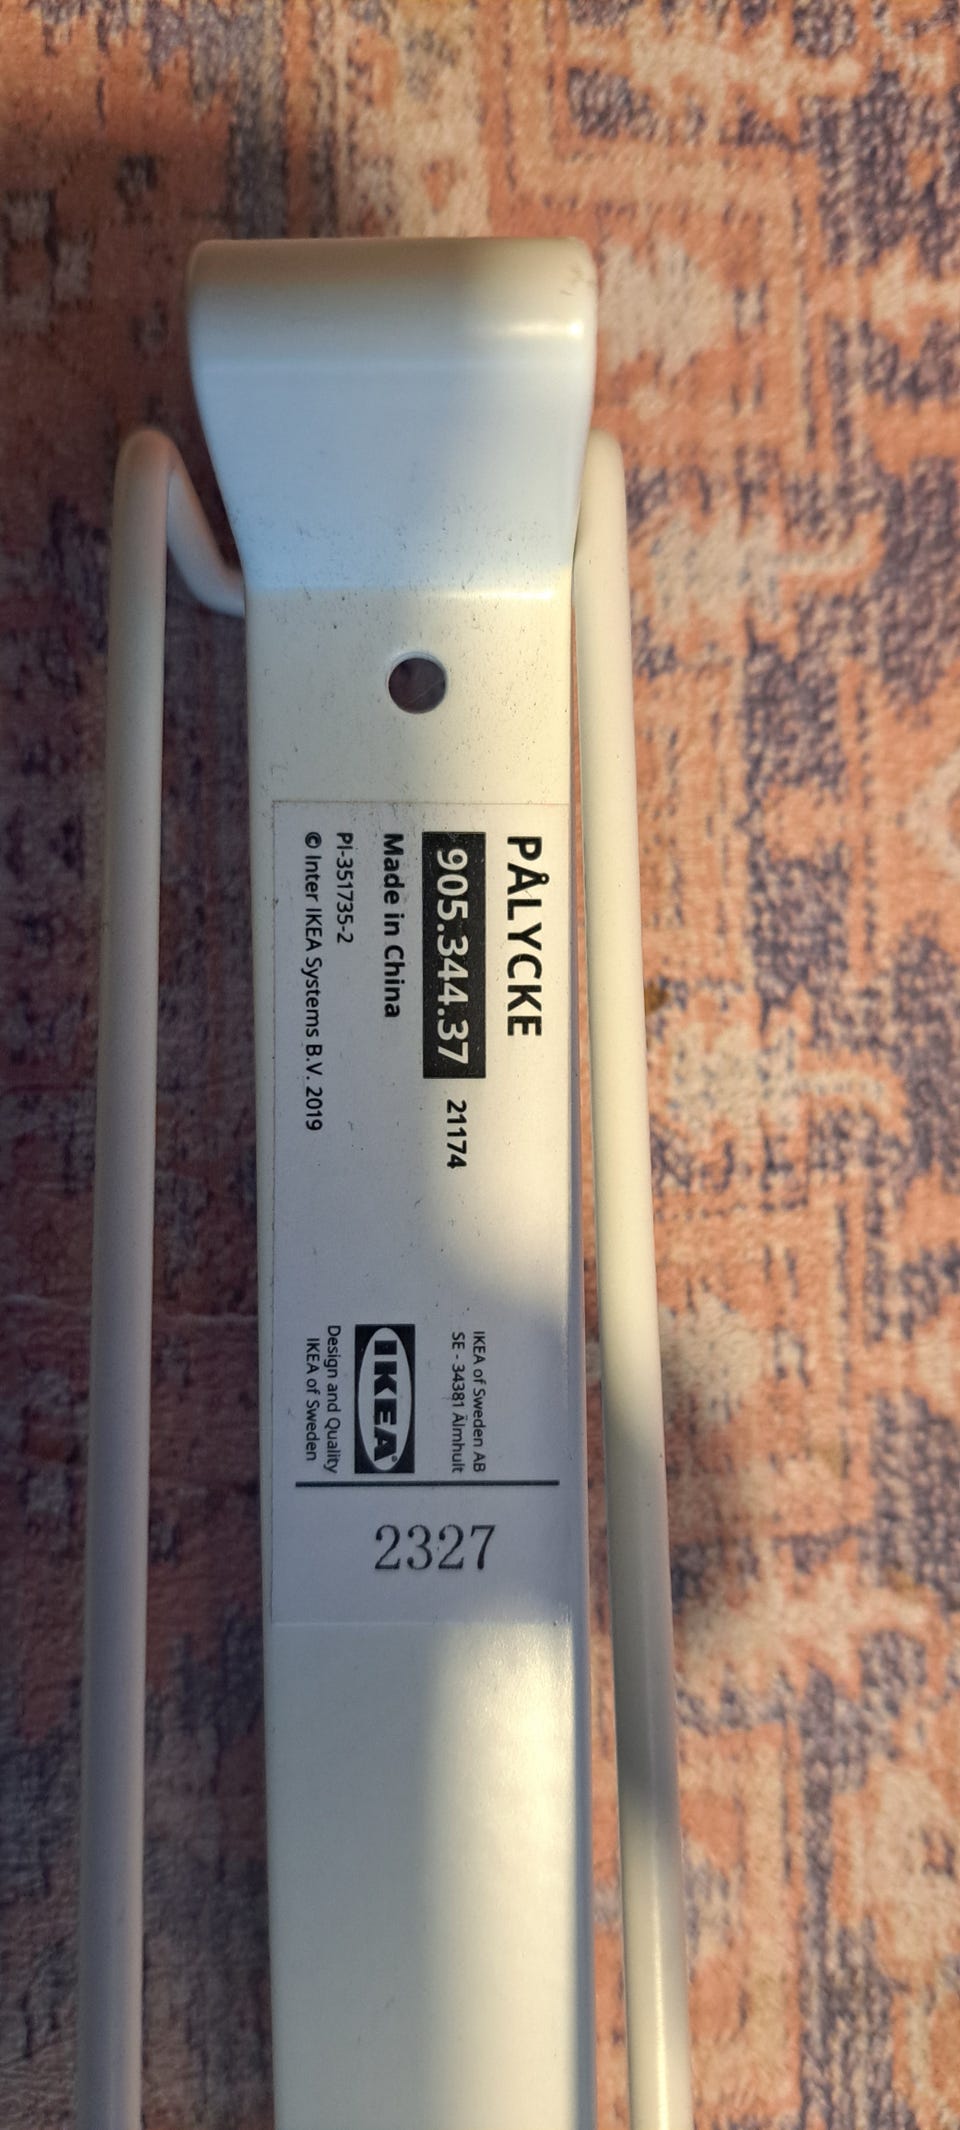 PÅLYCKE
905.344.37 21174
Made in China
PI-351735-2
© Inter IKEA Systems B.V. 2019
IKEA of Sweden AB
SE - 34381 Älmhult
IKEA®
Design and Quality
IKEA of Sweden
2327